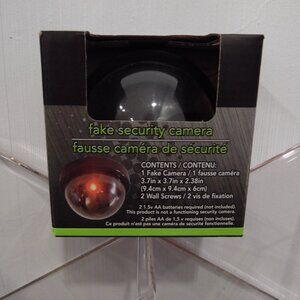 fake security camera
fausse caméra de sécurité
CONTENTS / CONTENU:
1 Fake Camera / 1 fausse caméra
3.7in x 3.7in x 2.38in
(9.4cm x 9.4cm x 6cm)
2 Wall Screws / 2 vis de fixation
2 1.5v AA batteries required (not included).
This product is not a functioning security camera.
2 piles AA de 1,5 v requises (non incluses).
Ce produit n'est pas une caméra de sécurité fonctionnelle.